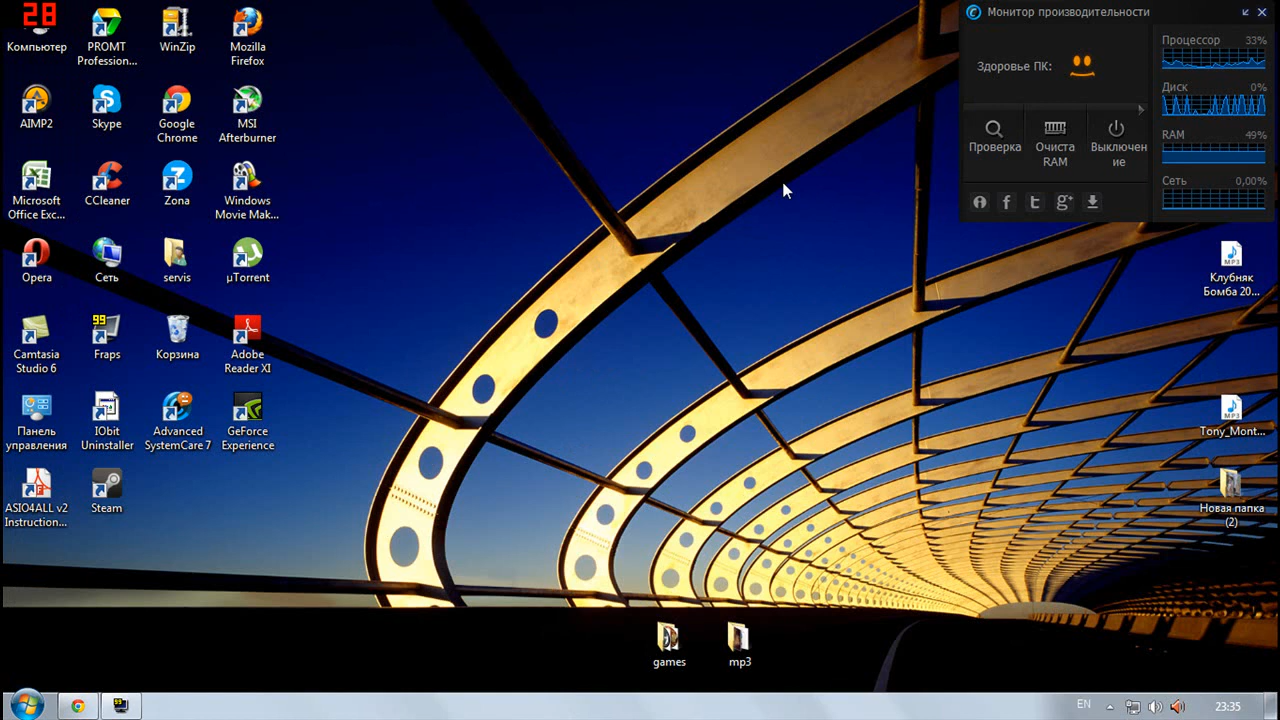 28
Компьютер
PROMT
Profession...
WinZip
Mozilla
Firefox
AIMP2
Skype
Google
Chrome
MSI
Afterburner
Microsoft
Office Exc...
CCleaner
Zona
Windows
Movie Mak...
Opera
Сеть
servis
µTorrent
Camtasia
Studio 6
99
Fraps
Корзина
Adobe
Reader XI
Панель
управления
IObit
Uninstaller
Advanced
SystemCare 7
GeForce
Experience
ASIO4ALL v2
Instruction...
Steam
Монитор производительности
Здоровье ПК:
Проверка
Очиста
RAM
Выключен
ие
Процессор 33%
Диск 0%
RAM 49%
Сеть 0,00%
MP3
Клубняк
Бомба 20...
MP3
Tony_Mont...
Новая папка
(2)
games
mp3
99
EN
23:35